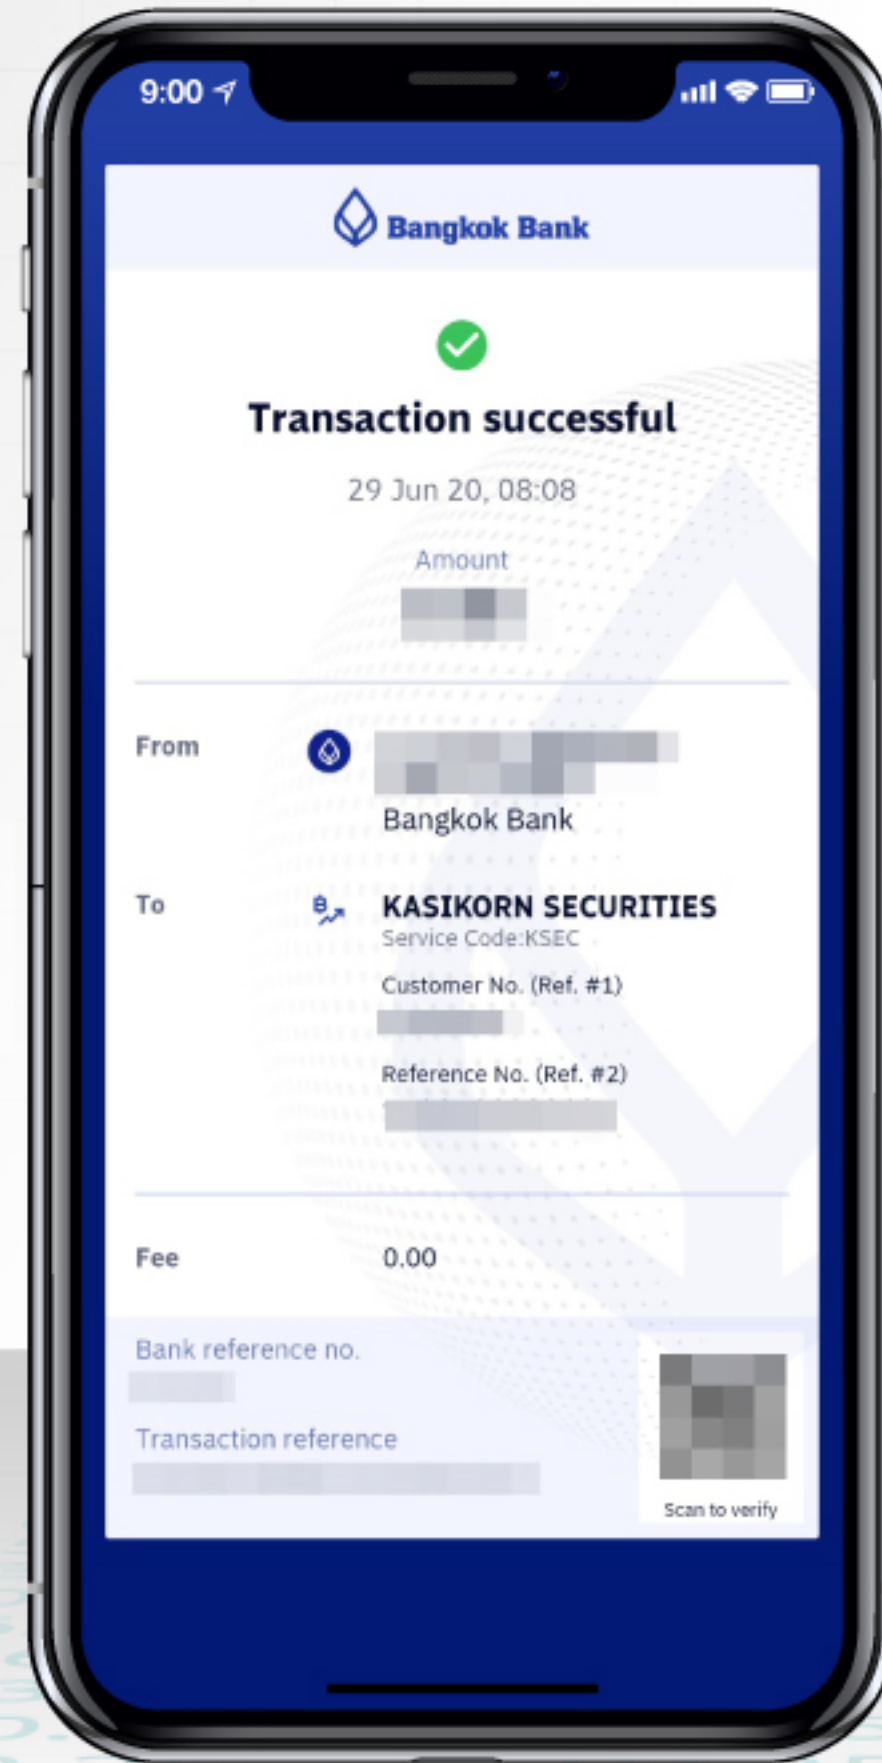 9:00
Bangkok Bank
Transaction successful
29 Jun 20, 08:08
Amount
From
Bangkok Bank
To
KASIKORN SECURITIES
Service Code:KSEC
Customer No. (Ref. #1)
Reference No. (Ref. #2)
Fee
0.00
Bank reference no.
Transaction reference
Scan to verify